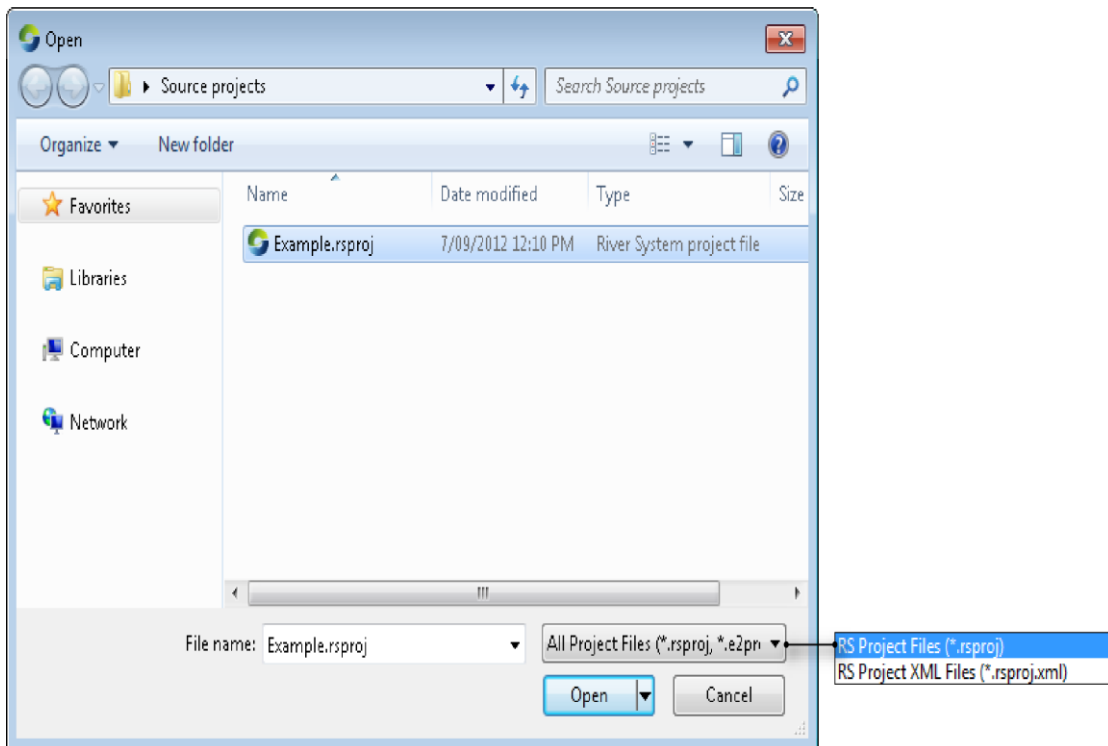 Open
Source projects
Search Source projects
Organize
New folder
Name
Date modified
Type
Size
Favorites
Example.rsproj
7/09/2012 12:10 PM
River System project file
Libraries
Computer
Network
File name:
Example.rsproj
All Project Files (*.rsproj, *.e2pr
RS Project Files (*.rsproj)
RS Project XML Files (*.rsproj.xml)
Open
Cancel